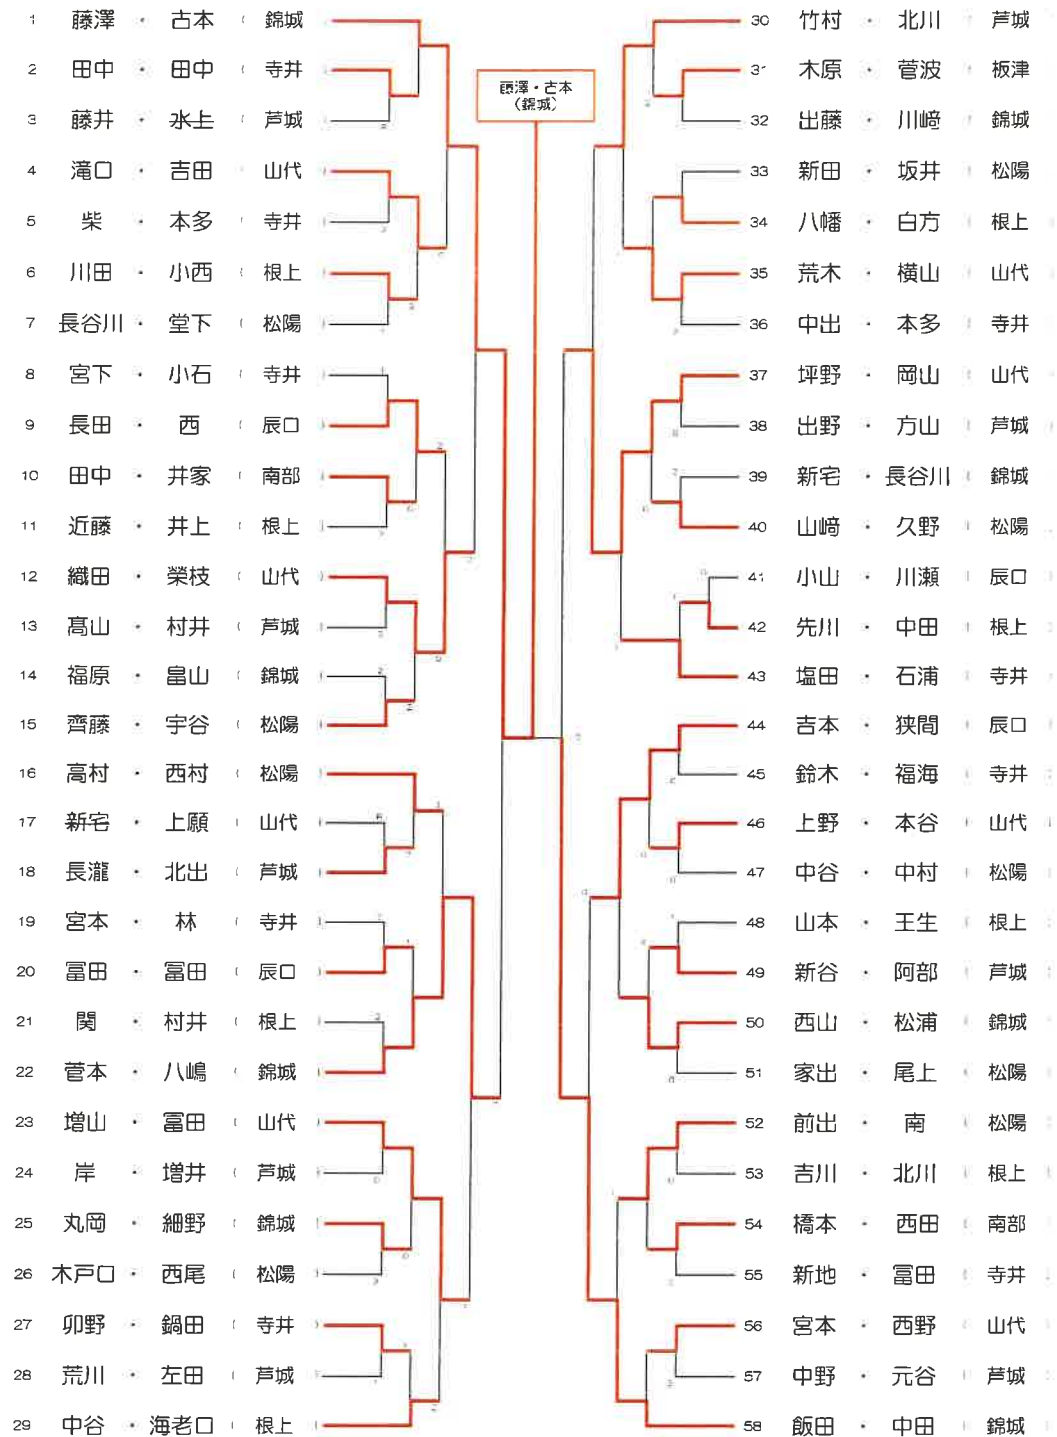 1 藤澤 ・ 古本 錦城
2 田中 ・ 田中 寺井
3 藤井 ・ 水上 芦城
4 滝口 ・ 吉田 山代
5 柴 ・ 本多 寺井
6 川田 ・ 小西 根上
7 長谷川 ・ 堂下 松陽
8 宮下 ・ 小石 寺井
9 長田 ・ 西 辰口
10 田中 ・ 井家 南部
11 近藤 ・ 井上 根上
12 織田 ・ 榮枝 山代
13 髙山 ・ 村井 芦城
14 福原 ・ 畠山 錦城
15 齊藤 ・ 宇谷 松陽
16 高村 ・ 西村 松陽
17 新宅 ・ 上願 山代
18 長瀧 ・ 北出 芦城
19 宮本 ・ 林 寺井
20 冨田 ・ 冨田 辰口
21 関 ・ 村井 根上
22 菅本 ・ 八嶋 錦城
23 増山 ・ 冨田 山代
24 岸 ・ 増井 芦城
25 丸岡 ・ 細野 錦城
26 木戸口 ・ 西尾 松陽
27 卯野 ・ 鍋田 寺井
28 荒川 ・ 左田 芦城
29 中谷 ・ 海老口 根上
藤澤・古本
（錦城）
30 竹村 ・ 北川 芦城
31 木原 ・ 菅波 板津
32 出藤 ・ 川﨑 錦城
33 新田 ・ 坂井 松陽
34 八幡 ・ 白方 根上
35 荒木 ・ 横山 山代
36 中出 ・ 本多 寺井
37 坪野 ・ 岡山 山代
38 出野 ・ 方山 芦城
39 新宅 ・ 長谷川 錦城
40 山﨑 ・ 久野 松陽
41 小山 ・ 川瀬 辰口
42 先川 ・ 中田 根上
43 塩田 ・ 石浦 寺井
44 吉本 ・ 狭間 辰口
45 鈴木 ・ 福海 寺井
46 上野 ・ 本谷 山代
47 中谷 ・ 中村 松陽
48 山本 ・ 王生 根上
49 新谷 ・ 阿部 芦城
50 西山 ・ 松浦 錦城
51 家出 ・ 尾上 松陽
52 前出 ・ 南 松陽
53 吉川 ・ 北川 根上
54 橋本 ・ 西田 南部
55 新地 ・ 冨田 寺井
56 宮本 ・ 西野 山代
57 中野 ・ 元谷 芦城
58 飯田 ・ 中田 錦城